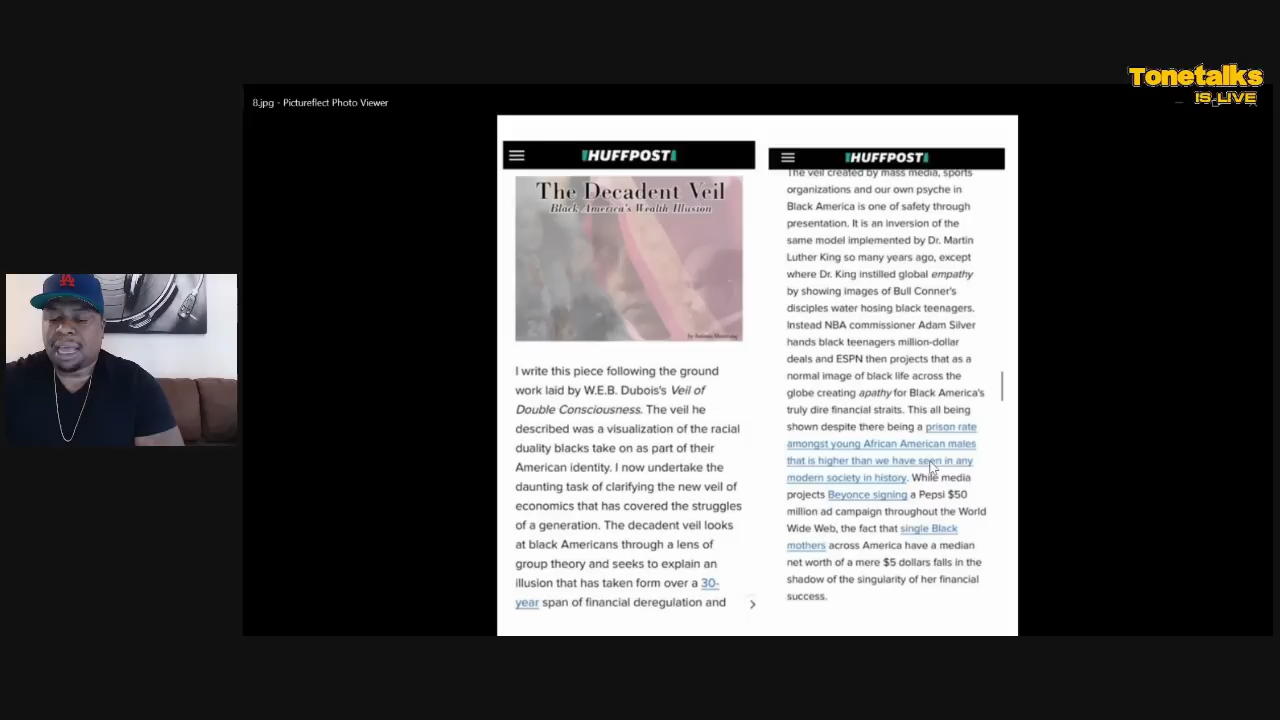 Tonetalks
IS LIVE
8.jpg - Pictureflect Photo Viewer
HUFFPOST
The Decadent Veil
Black America's Wealth Illusion
I write this piece following the ground
work laid by W.E.B. Dubois's Veil of
Double Consciousness. The veil he
described was a visualization of the racial
duality blacks take on as part of their
American identity. I now undertake the
daunting task of clarifying the new veil of
economics that has covered the struggles
of a generation. The decadent veil looks
at black Americans through a lens of
group theory and seeks to explain an
illusion that has taken form over a 30-
year span of financial deregulation and
HUFFPOST
The veil created by mass media, sports
organizations and our own psyche in
Black America is one of safety through
presentation. It is an inversion of the
same model implemented by Dr. Martin
Luther King so many years ago, except
where Dr. King instilled global empathy
by showing images of Bull Conner's
disciples water hosing black teenagers.
Instead NBA commissioner Adam Silver
hands black teenagers million-dollar
deals and ESPN then projects that as a
normal image of black life across the
globe creating apathy for Black America's
truly dire financial straits. This all being
shown despite there being a prison rate
amongst young African American males
that is higher than we have seen in any
modern society in history. While media
projects Beyonce signing a Pepsi $50
million ad campaign throughout the World
Wide Web, the fact that single Black
mothers across America have a median
net worth of a mere $5 dollars falls in the
shadow of the singularity of her financial
success.